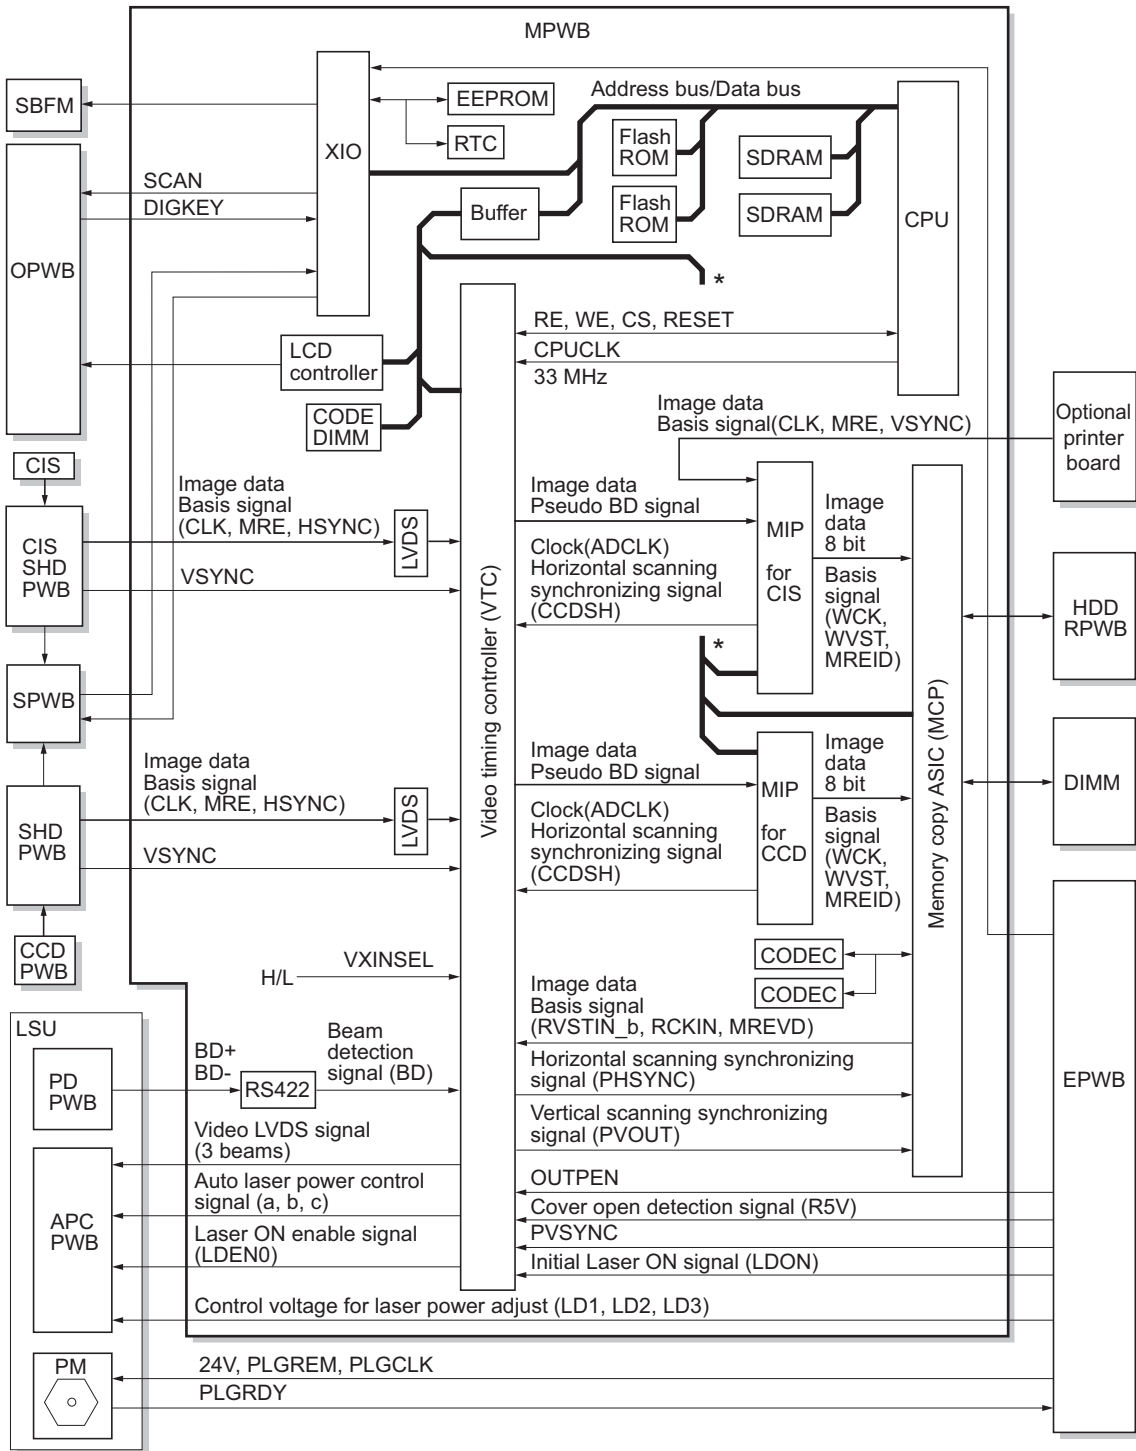 MPWB
SBFM
XIO
EEPROM
RTC
Address bus/Data bus
Flash
ROM
SDRAM
Flash
ROM
SDRAM
CPU
Buffer
SCAN
DIGKEY
OPWB
*
RE, WE, CS, RESET
CPUCLK
33 MHz
LCD
controller
CODE
DIMM
Image data
Basis signal(CLK, MRE, VSYNC)
Optional
printer
board
CIS
Image data
Basis signal
(CLK, MRE, HSYNC)
LVDS
CIS
SHD
PWB
VSYNC
Video timing controller (VTC)
Image data
Pseudo BD signal
Clock(ADCLK)
Horizontal scanning
synchronizing signal
(CCDSH)
MIP
for
CIS
Image
data
8 bit
Basis
signal
(WCK,
WVST,
MREID)
HDD
RPWB
*
SPWB
Memory copy ASIC (MCP)
Image data
Basis signal
(CLK, MRE, HSYNC)
LVDS
SHD
PWB
VSYNC
CCD
PWB
Image data
Pseudo BD signal
Clock(ADCLK)
Horizontal scanning
synchronizing signal
(CCDSH)
MIP
for
CCD
Image
data
8 bit
Basis
signal
(WCK,
WVST,
MREID)
DIMM
H/L
VXINSEL
CODEC
CODEC
Image data
Basis signal
(RVSTIN_b, RCKIN, MREVD)
Horizontal scanning synchronizing
signal (PHSYNC)
Vertical scanning synchronizing
signal (PVOUT)
EPWB
LSU
PD
PWB
BD+
BD-
RS422
Beam
detection
signal (BD)
Video LVDS signal
(3 beams)
Auto laser power control
signal (a, b, c)
Laser ON enable signal
(LDEN0)
APC
PWB
OUTPEN
Cover open detection signal (R5V)
PVSYNC
Initial Laser ON signal (LDON)
Control voltage for laser power adjust (LD1, LD2, LD3)
PM
24V, PLGREM, PLGCLK
PLGRDY